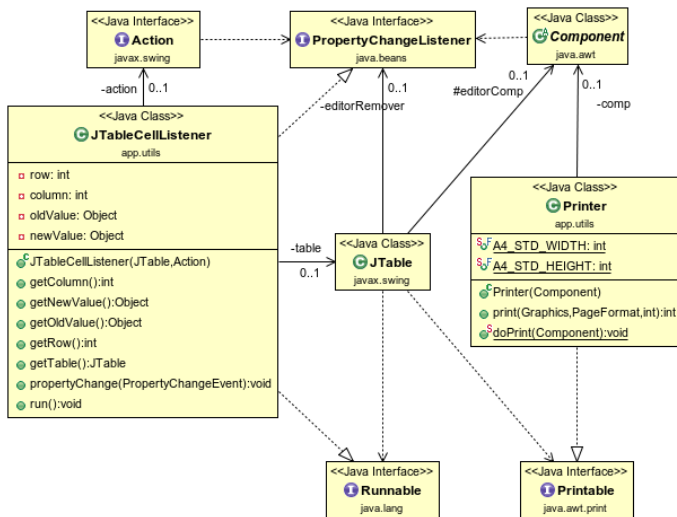 <<Java Interface>>
Action
javax.swing
<<Java Interface>>
PropertyChangeListener
java.beans
<<Java Class>>
Component
java.awt
-action
0..1
-editorRemover
0..1
0..1
#editorComp
0..1
-comp
<<Java Class>>
JTableCellListener
app.utils
row: int
column: int
oldValue: Object
newValue: Object
JTableCellListener(JTable,Action)
getColumn():int
getNewValue():Object
getOldValue():Object
getRow():int
getTable():JTable
propertyChange(PropertyChangeEvent):void
run():void
-table
0..1
<<Java Class>>
JTable
javax.swing
<<Java Class>>
Printer
app.utils
A4_STD_WIDTH: int
A4_STD_HEIGHT: int
Printer(Component)
print(Graphics,PageFormat,int):int
doPrint(Component):void
<<Java Interface>>
Runnable
java.lang
<<Java Interface>>
Printable
java.awt.print